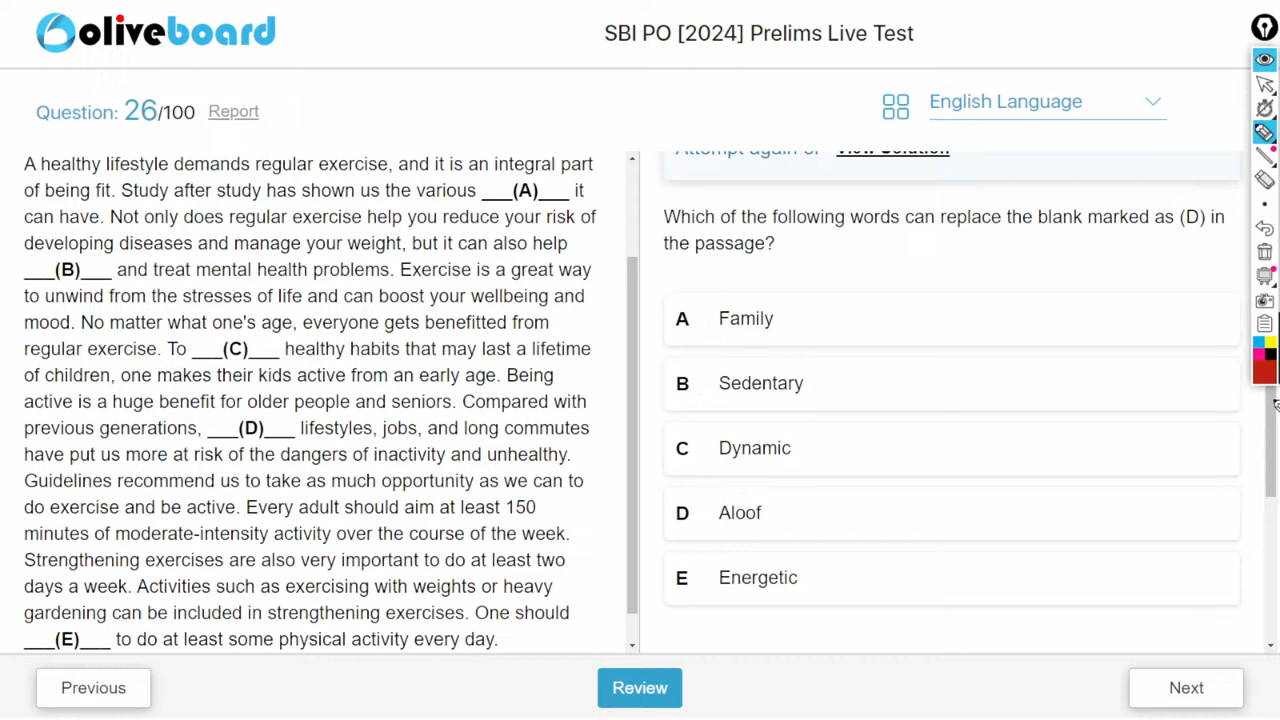 oliveboard
SBI PO [2024] Prelims Live Test
Question: 26/100 Report
English Language
A healthy lifestyle demands regular exercise, and it is an integral part
of being fit. Study after study has shown us the various ___(A)___ it
can have. Not only does regular exercise help you reduce your risk of
developing diseases and manage your weight, but it can also help
___(B)___ and treat mental health problems. Exercise is a great way
to unwind from the stresses of life and can boost your wellbeing and
mood. No matter what one's age, everyone gets benefitted from
regular exercise. To ___(C)___ healthy habits that may last a lifetime
of children, one makes their kids active from an early age. Being
active is a huge benefit for older people and seniors. Compared with
previous generations, ___(D)___ lifestyles, jobs, and long commutes
have put us more at risk of the dangers of inactivity and unhealthy.
Guidelines recommend us to take as much opportunity as we can to
do exercise and be active. Every adult should aim at least 150
minutes of moderate-intensity activity over the course of the week.
Strengthening exercises are also very important to do at least two
days a week. Activities such as exercising with weights or heavy
gardening can be included in strengthening exercises. One should
___(E)___ to do at least some physical activity every day.
Attempt again or View Solution
Which of the following words can replace the blank marked as (D) in
the passage?
A Family
B Sedentary
C Dynamic
D Aloof
E Energetic
Previous
Review
Next